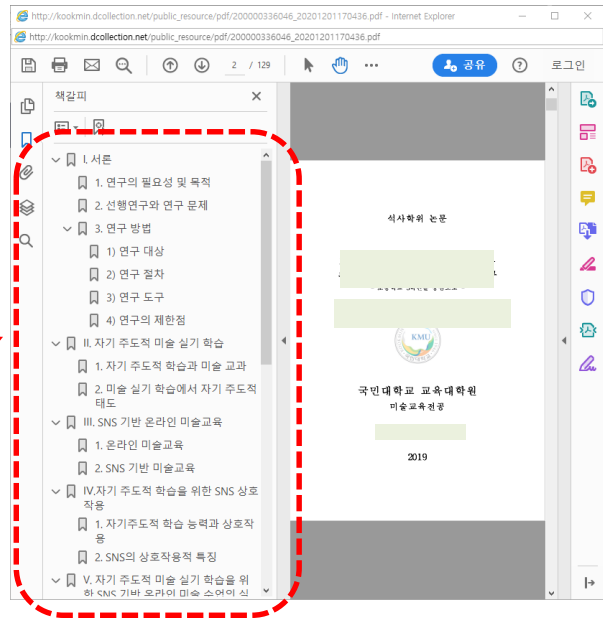 http://kookmin.dcollection.net/public_resource/pdf/200000336046_20201201170436.pdf - Internet Explorer
http://kookmin.dcollection.net/public_resource/pdf/200000336046_20201201170436.pdf
2 / 129
공유
로그인
책갈피
I. 서론
1. 연구의 필요성 및 목적
2. 선행연구와 연구 문제
3. 연구 방법
1) 연구 대상
2) 연구 절차
3) 연구 도구
4) 연구의 제한점
II. 자기 주도적 미술 실기 학습
1. 자기 주도적 학습과 미술 교과
2. 미술 실기 학습에서 자기 주도적
태도
III. SNS 기반 온라인 미술교육
1. 온라인 미술교육
2. SNS 기반 미술교육
IV.자기 주도적 학습을 위한 SNS 상호
작용
1. 자기주도적 학습 능력과 상호작
용
2. SNS의 상호작용적 특징
V. 자기 주도적 미술 실기 학습을 위
한 SNS 기반 온라인 미술 수업의 실
석사학위 논문
KMU
국민대학교 교육대학원
미술교육전공
2019